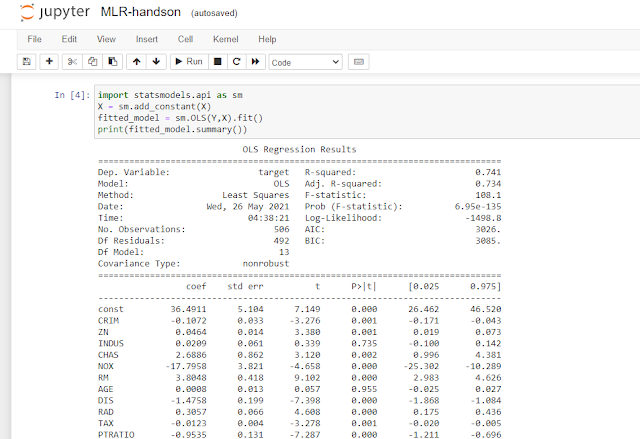 jupyter MLR-handson (autosaved)
File Edit View Insert Cell Kernel Help
Run Code
In [4]: import statsmodels.api as sm
X = sm.add_constant(X)
fitted_model = sm.OLS(Y,X).fit()
print(fitted_model.summary())
OLS Regression Results
==============================================================================
Dep. Variable: target R-squared: 0.741
Model: OLS Adj. R-squared: 0.734
Method: Least Squares F-statistic: 108.1
Date: Wed, 26 May 2021 Prob (F-statistic): 6.95e-135
Time: 04:38:21 Log-Likelihood: -1498.8
No. Observations: 506 AIC: 3026.
Df Residuals: 492 BIC: 3085.
Df Model: 13
Covariance Type: nonrobust
==============================================================================
coef std err t P>|t| [0.025 0.975]
------------------------------------------------------------------------------
const 36.4911 5.104 7.149 0.000 26.462 46.520
CRIM -0.1072 0.033 -3.276 0.001 -0.171 -0.043
ZN 0.0464 0.014 3.380 0.001 0.019 0.073
INDUS 0.0209 0.061 0.339 0.735 -0.100 0.142
CHAS 2.6886 0.862 3.120 0.002 0.996 4.381
NOX -17.7958 3.821 -4.658 0.000 -25.302 -10.289
RM 3.8048 0.418 9.102 0.000 2.983 4.626
AGE 0.0008 0.013 0.057 0.955 -0.025 0.027
DIS -1.4758 0.199 -7.398 0.000 -1.868 -1.084
RAD 0.3057 0.066 4.608 0.000 0.175 0.436
TAX -0.0123 0.004 -3.278 0.001 -0.020 -0.005
PTRATIO -0.9535 0.131 -7.287 0.000 -1.211 -0.696